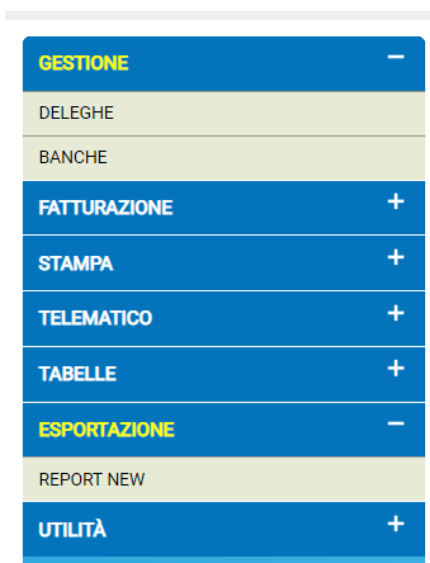 GESTIONE −
DELEGHE
BANCHE
FATTURAZIONE +
STAMPA +
TELEMATICO +
TABELLE +
ESPORTAZIONE −
REPORT NEW
UTILITÀ +